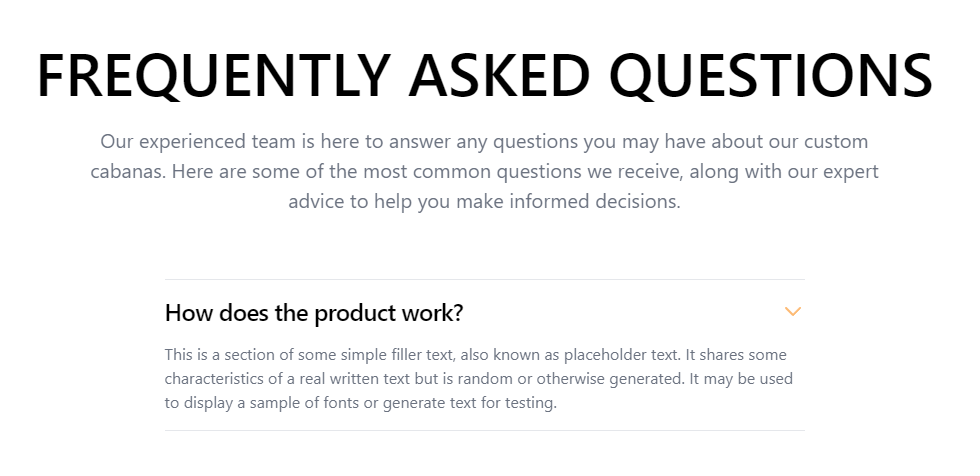 FREQUENTLY ASKED QUESTIONS
Our experienced team is here to answer any questions you may have about our custom
cabanas. Here are some of the most common questions we receive, along with our expert
advice to help you make informed decisions.
How does the product work?
This is a section of some simple filler text, also known as placeholder text. It shares some
characteristics of a real written text but is random or otherwise generated. It may be used
to display a sample of fonts or generate text for testing.